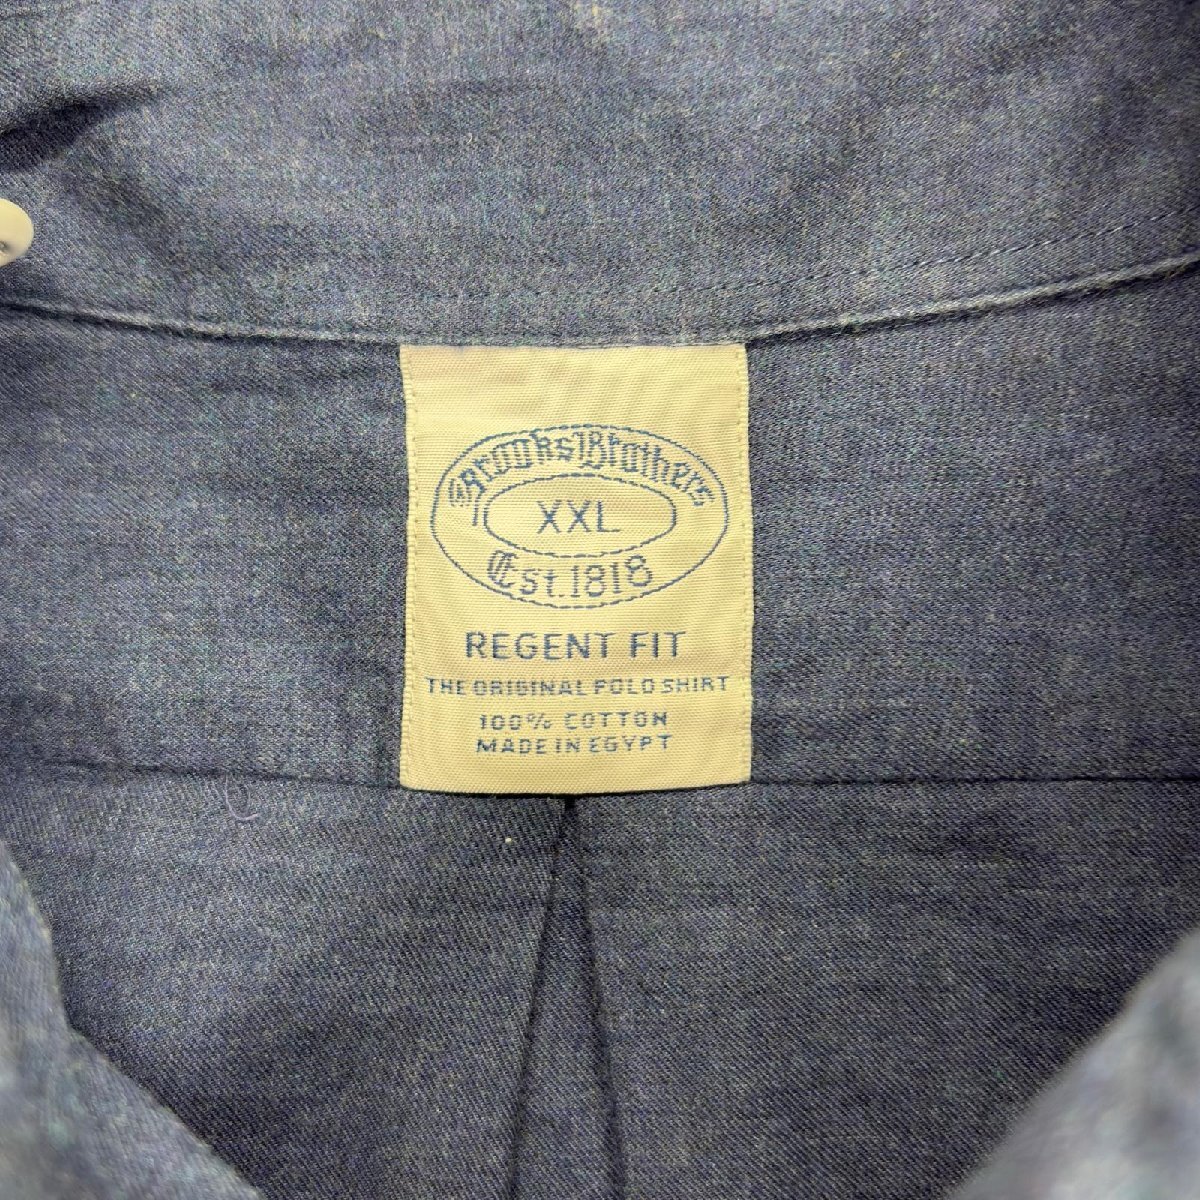 Brooks Brothers
XXL
Est. 1818
REGENT FIT
THE ORIGINAL POLO SHIRT
100% COTTON
MADE IN EGYPT